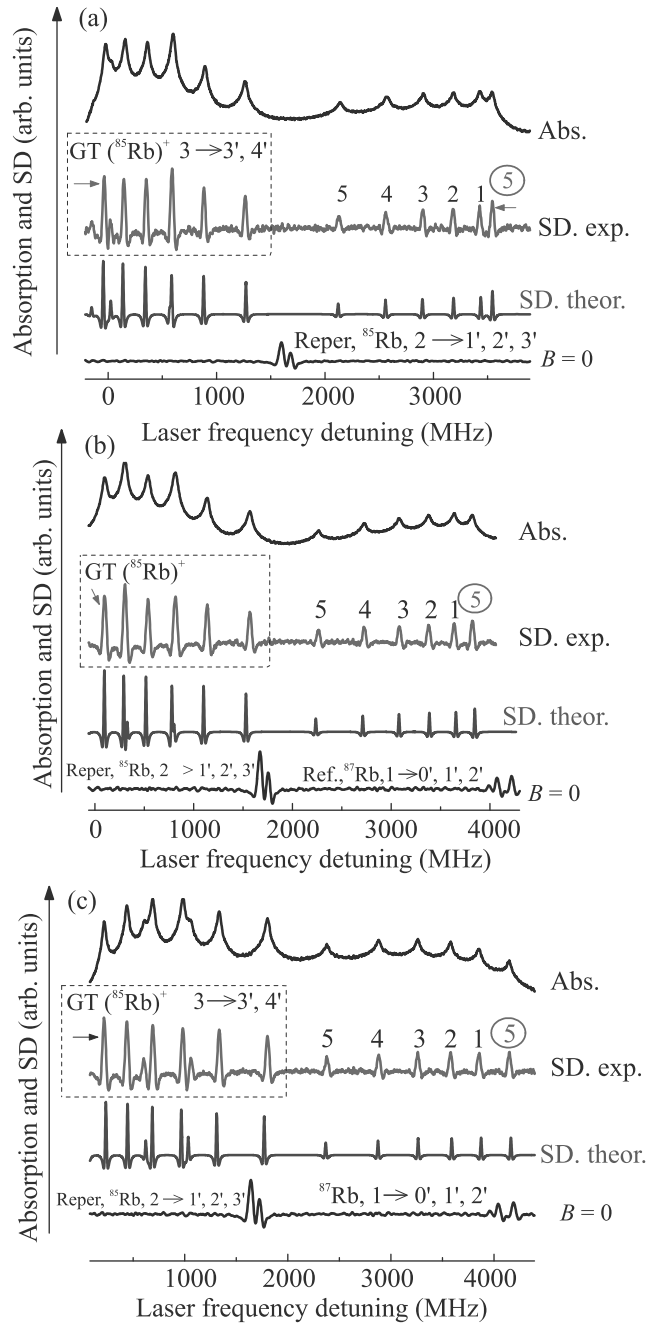 (a)
Absorption and SD (arb. units)
Abs.
GT (⁸⁵Rb)⁺ 3 →3', 4'
5 4 3 2 1 5
SD. exp.
SD. theor.
Reper, ⁸⁵Rb, 2 →1', 2', 3'
B = 0
0 1000 2000 3000
Laser frequency detuning (MHz)
(b)
Absorption and SD (arb. units)
Abs.
GT (⁸⁵Rb)⁺
5 4 3 2 1 5
SD. exp.
SD. theor.
Reper, ⁸⁵Rb, 2 > 1', 2', 3' Ref.,⁸⁷Rb,1→0', 1', 2'
B = 0
0 1000 2000 3000 4000
Laser frequency detuning (MHz)
(c)
Absorption and SD (arb. units)
Abs.
GT (⁸⁵Rb)⁺ 3→3', 4'
5 4 3 2 1 5
SD. exp.
SD. theor.
Reper, ⁸⁵Rb, 2→ 1', 2', 3' ⁸⁷Rb, 1→ 0', 1', 2'
B = 0
1000 2000 3000 4000
Laser frequency detuning (MHz)